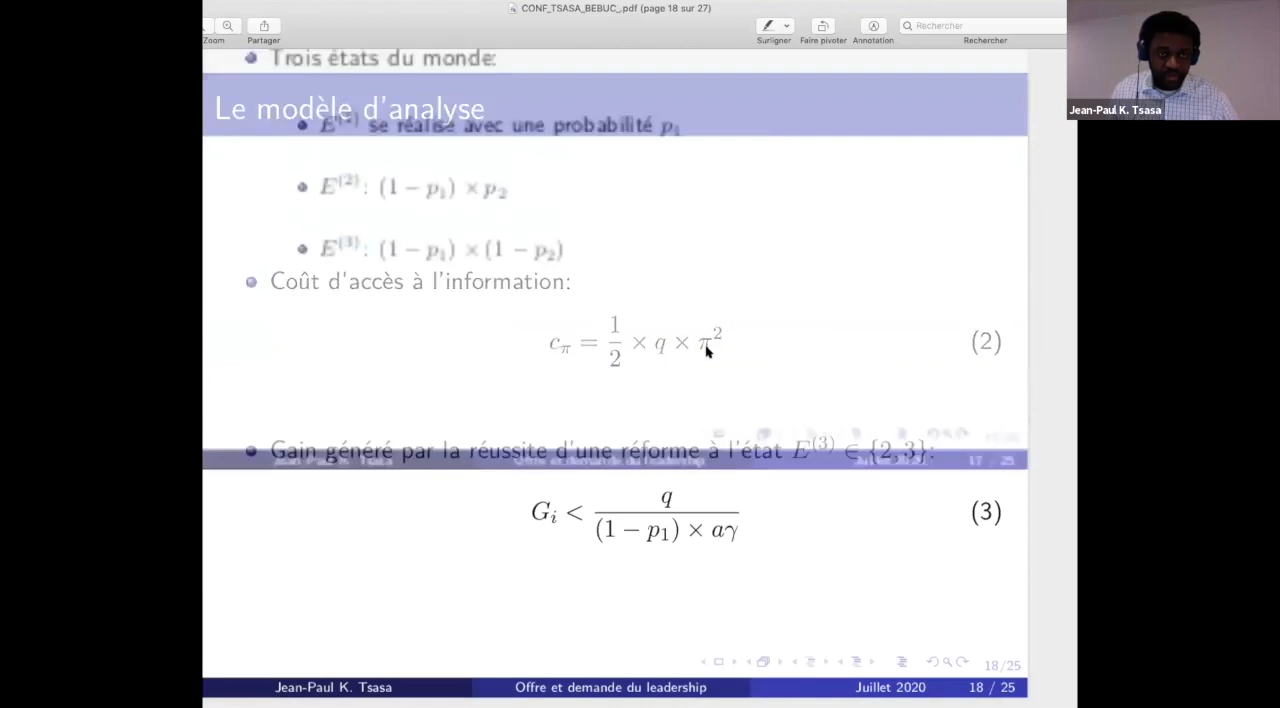 CONF_TSASA_BEBUC_.pdf (page 18 sur 27)
Zoom
Partager
Surligner
Faire pivoter
Annotation
Rechercher
Rechercher
Jean-Paul K. Tsasa
Trois états du monde:
Le modèle d'analyse
se réalise avec une probabilité p₁
E⁽²⁾: (1 − p₁) × p₂
E⁽³⁾: (1 − p₁) × (1 − p₂)
Coût d'accès à l'information:
c_π = 1/2 × q × π² (2)
Gain généré par la réussite d'une réforme à l'état E⁽³⁾ ∈ {2,3}:
G_i < q / ((1 − p₁) × aγ) (3)
18/25
Jean-Paul K. Tsasa Offre et demande du leadership Juillet 2020 18 / 25